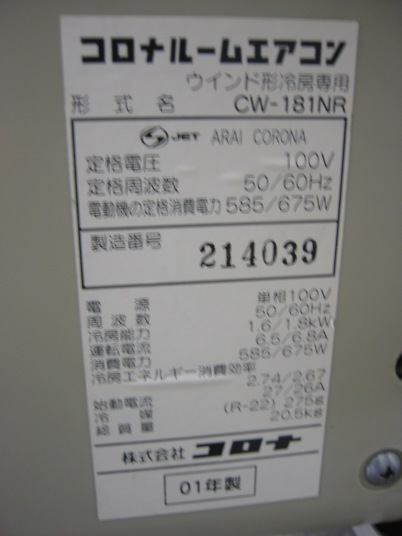 コロナルームエアコン
ウインド形冷房専用
形式名 CW-181NR
JET ARAI CORONA
定格電圧 100V
定格周波数 50/60Hz
電動機の定格消費電力 585/675W
製造番号 214039
電源 単相100V
周波数 50/60Hz
冷房能力 1.6/1.8kW
運転電流 6.5/6.8A
消費電力 585/675W
冷房エネルギー消費効率 2.74/2.67
始動電流 27/26A
冷媒 (R-22) 275g
総質量 20.5kg
株式会社 コロナ
01年製